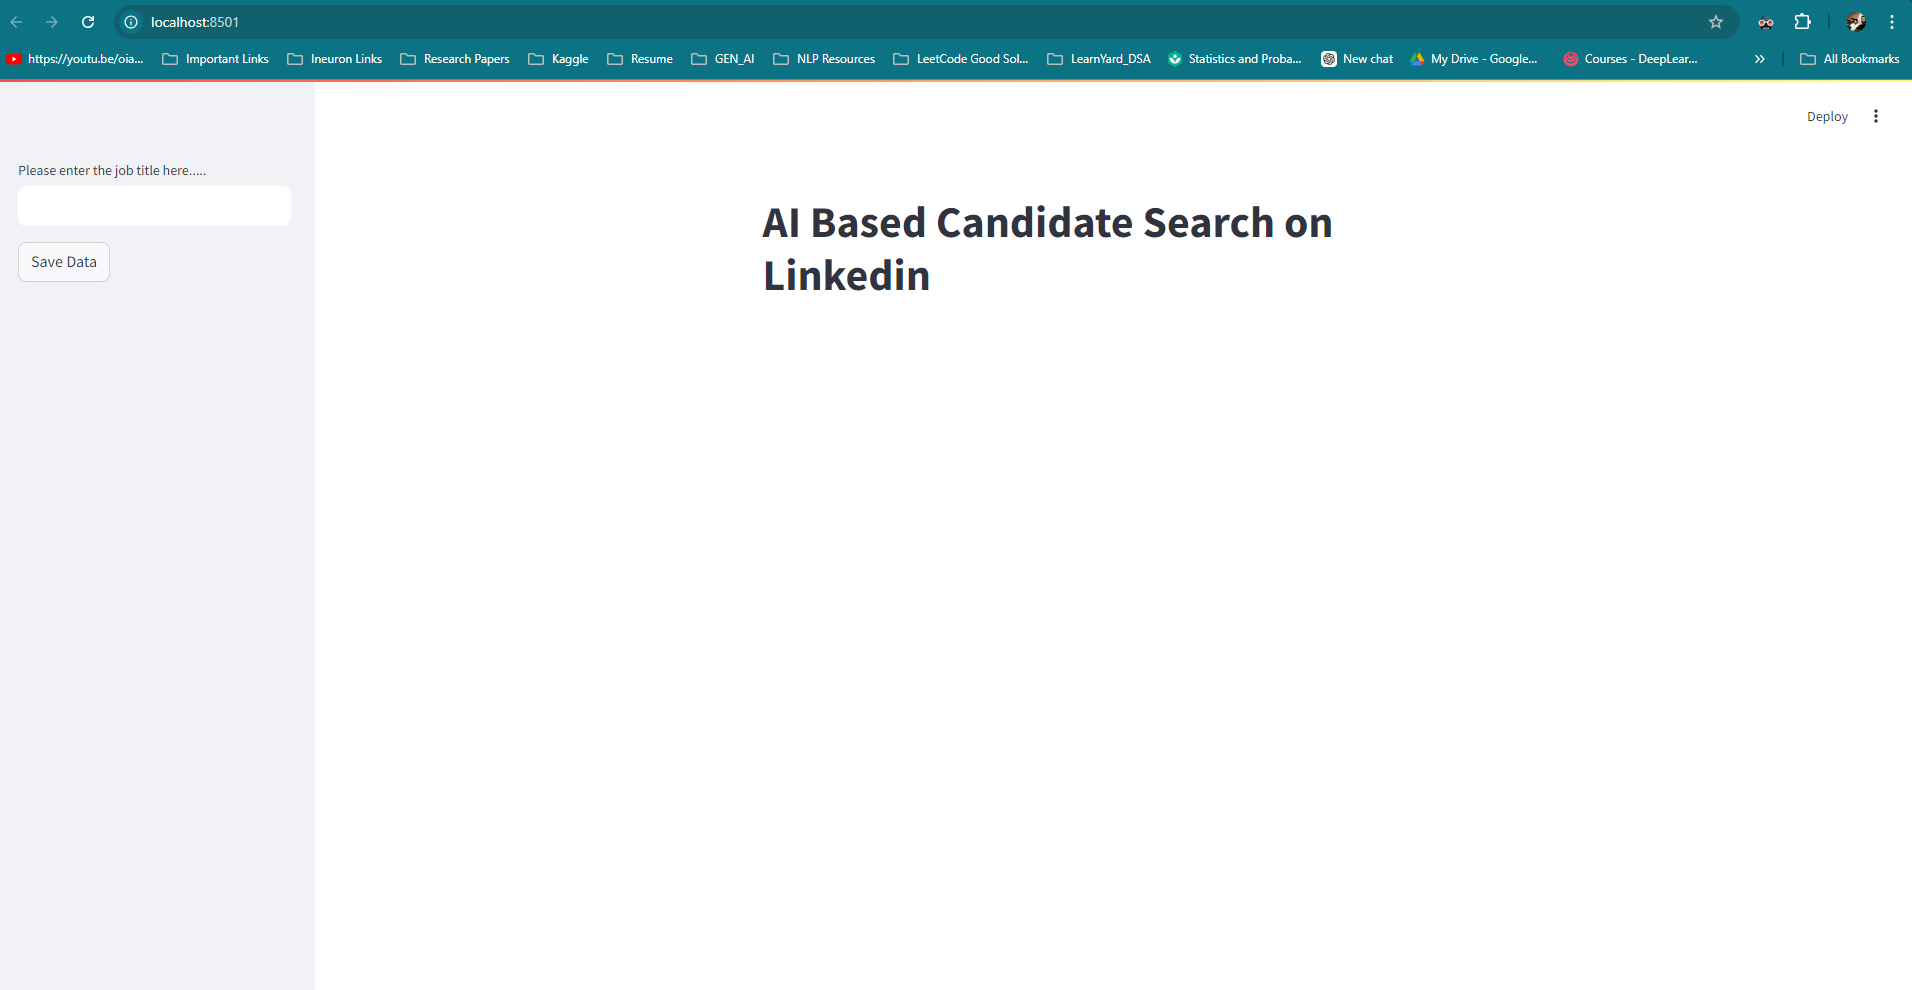 localhost:8501
https://youtu.be/oia... Important Links Ineuron Links Research Papers Kaggle Resume GEN_AI NLP Resources LeetCode Good Sol... LearnYard_DSA Statistics and Proba... New chat My Drive - Google... Courses - DeepLear... All Bookmarks
Deploy
Please enter the job title here.....
Save Data
AI Based Candidate Search on
Linkedin